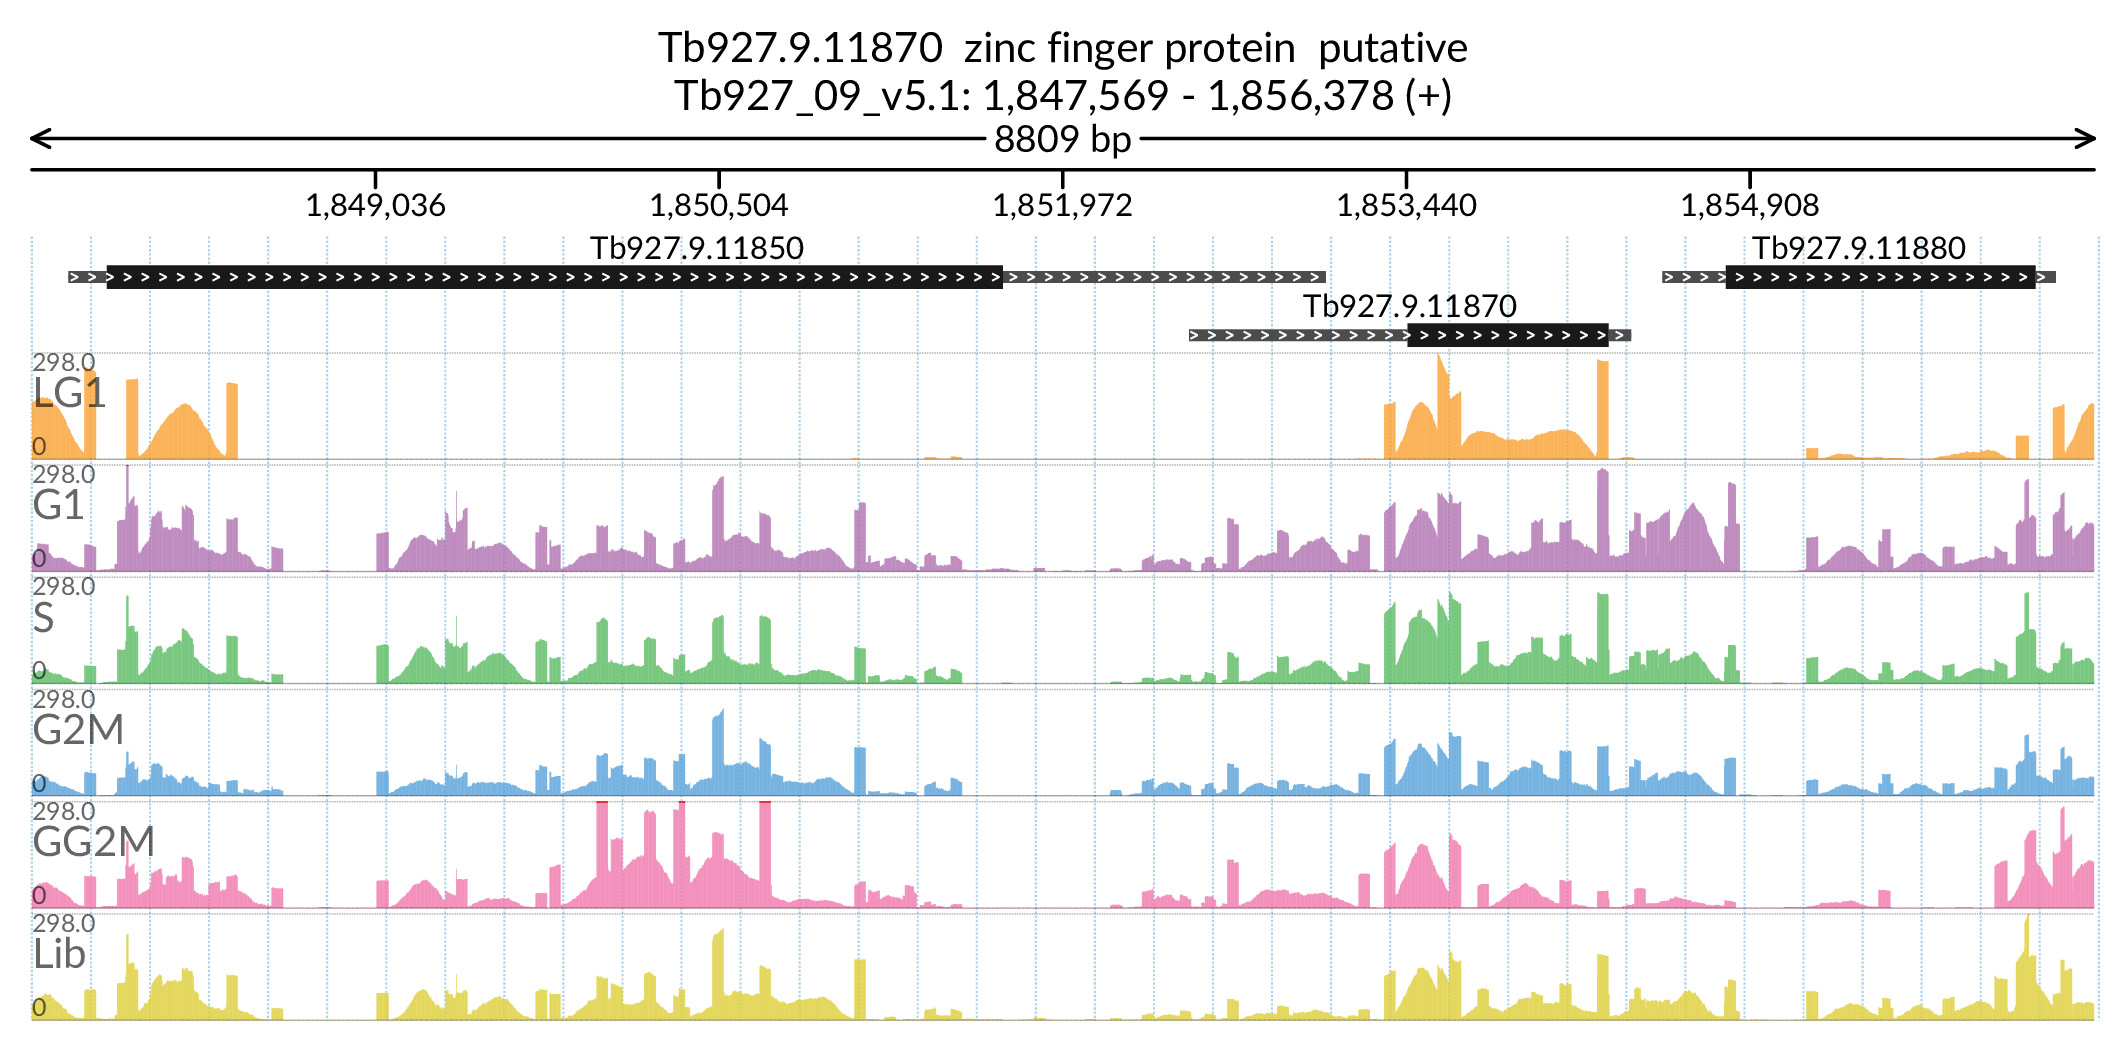 Tb927.9.11870 zinc finger protein putative
Tb927_09_v5.1: 1,847,569 - 1,856,378 (+)
8809 bp
1,849,036 1,850,504 1,851,972 1,853,440 1,854,908
Tb927.9.11850 Tb927.9.11880
Tb927.9.11870
298.0
LG1
0
298.0
G1
0
298.0
S
0
298.0
G2M
0
298.0
GG2M
0
298.0
Lib
0